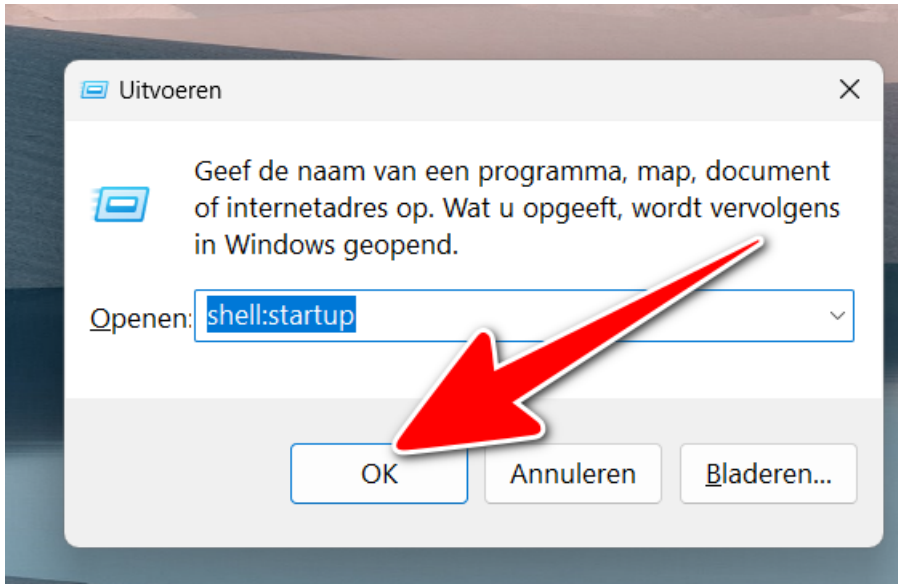 Uitvoeren
Geef de naam van een programma, map, document
of internetadres op. Wat u opgeeft, wordt vervolgens
in Windows geopend.
Openen: shell:startup
OK Annuleren Bladeren...